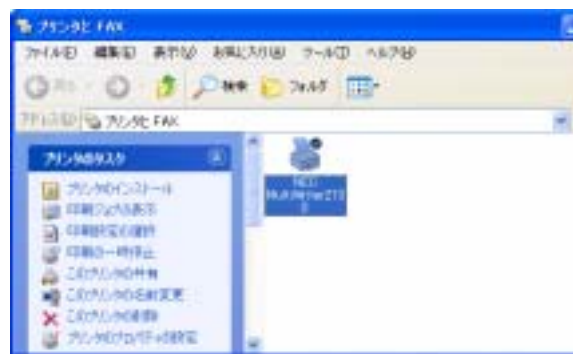 プリンタと FAX
ファイル(F) 編集(E) 表示(V) お気に入り(A) ツール(T) ヘルプ(H)
検索 フォルダ
アドレス(D) プリンタと FAX
プリンタのタスク
プリンタのインストール
印刷ジョブの表示
印刷設定の選択
印刷の一時停止
このプリンタの共有
このプリンタの名前変更
このプリンタの削除
プリンタのプロパティの設定
NEC